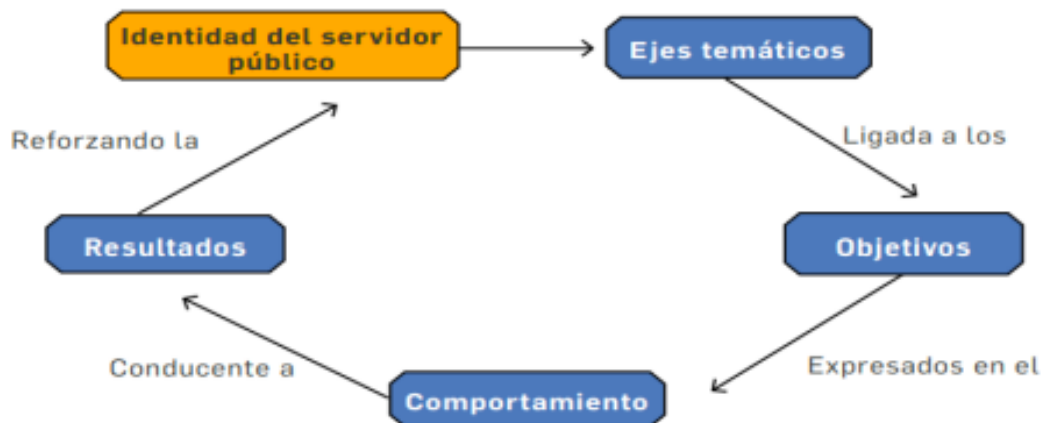 Identidad del servidor
público
Ejes temáticos
Reforzando la
Ligada a los
Resultados
Objetivos
Conducente a
Expresados en el
Comportamiento